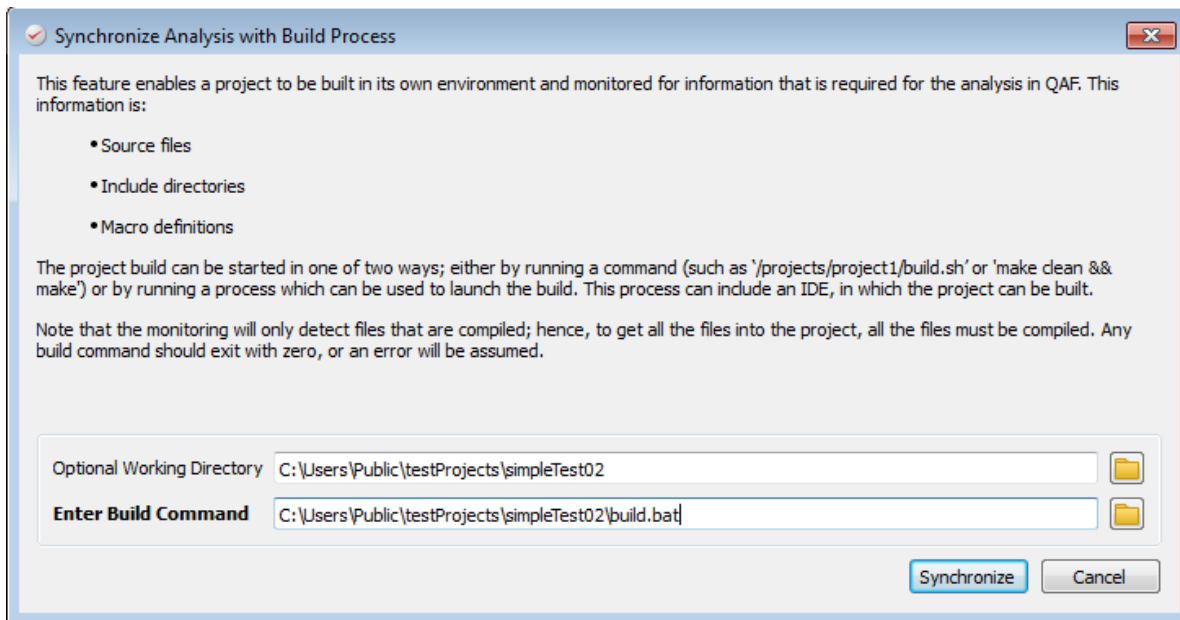 Synchronize Analysis with Build Process
This feature enables a project to be built in its own environment and monitored for information that is required for the analysis in QAF. This
information is:
• Source files
• Include directories
• Macro definitions
The project build can be started in one of two ways; either by running a command (such as '/projects/project1/build.sh' or 'make clean &&
make') or by running a process which can be used to launch the build. This process can include an IDE, in which the project can be built.
Note that the monitoring will only detect files that are compiled; hence, to get all the files into the project, all the files must be compiled. Any
build command should exit with zero, or an error will be assumed.
Optional Working Directory C:\Users\Public\testProjects\simpleTest02
Enter Build Command C:\Users\Public\testProjects\simpleTest02\build.bat
Synchronize Cancel